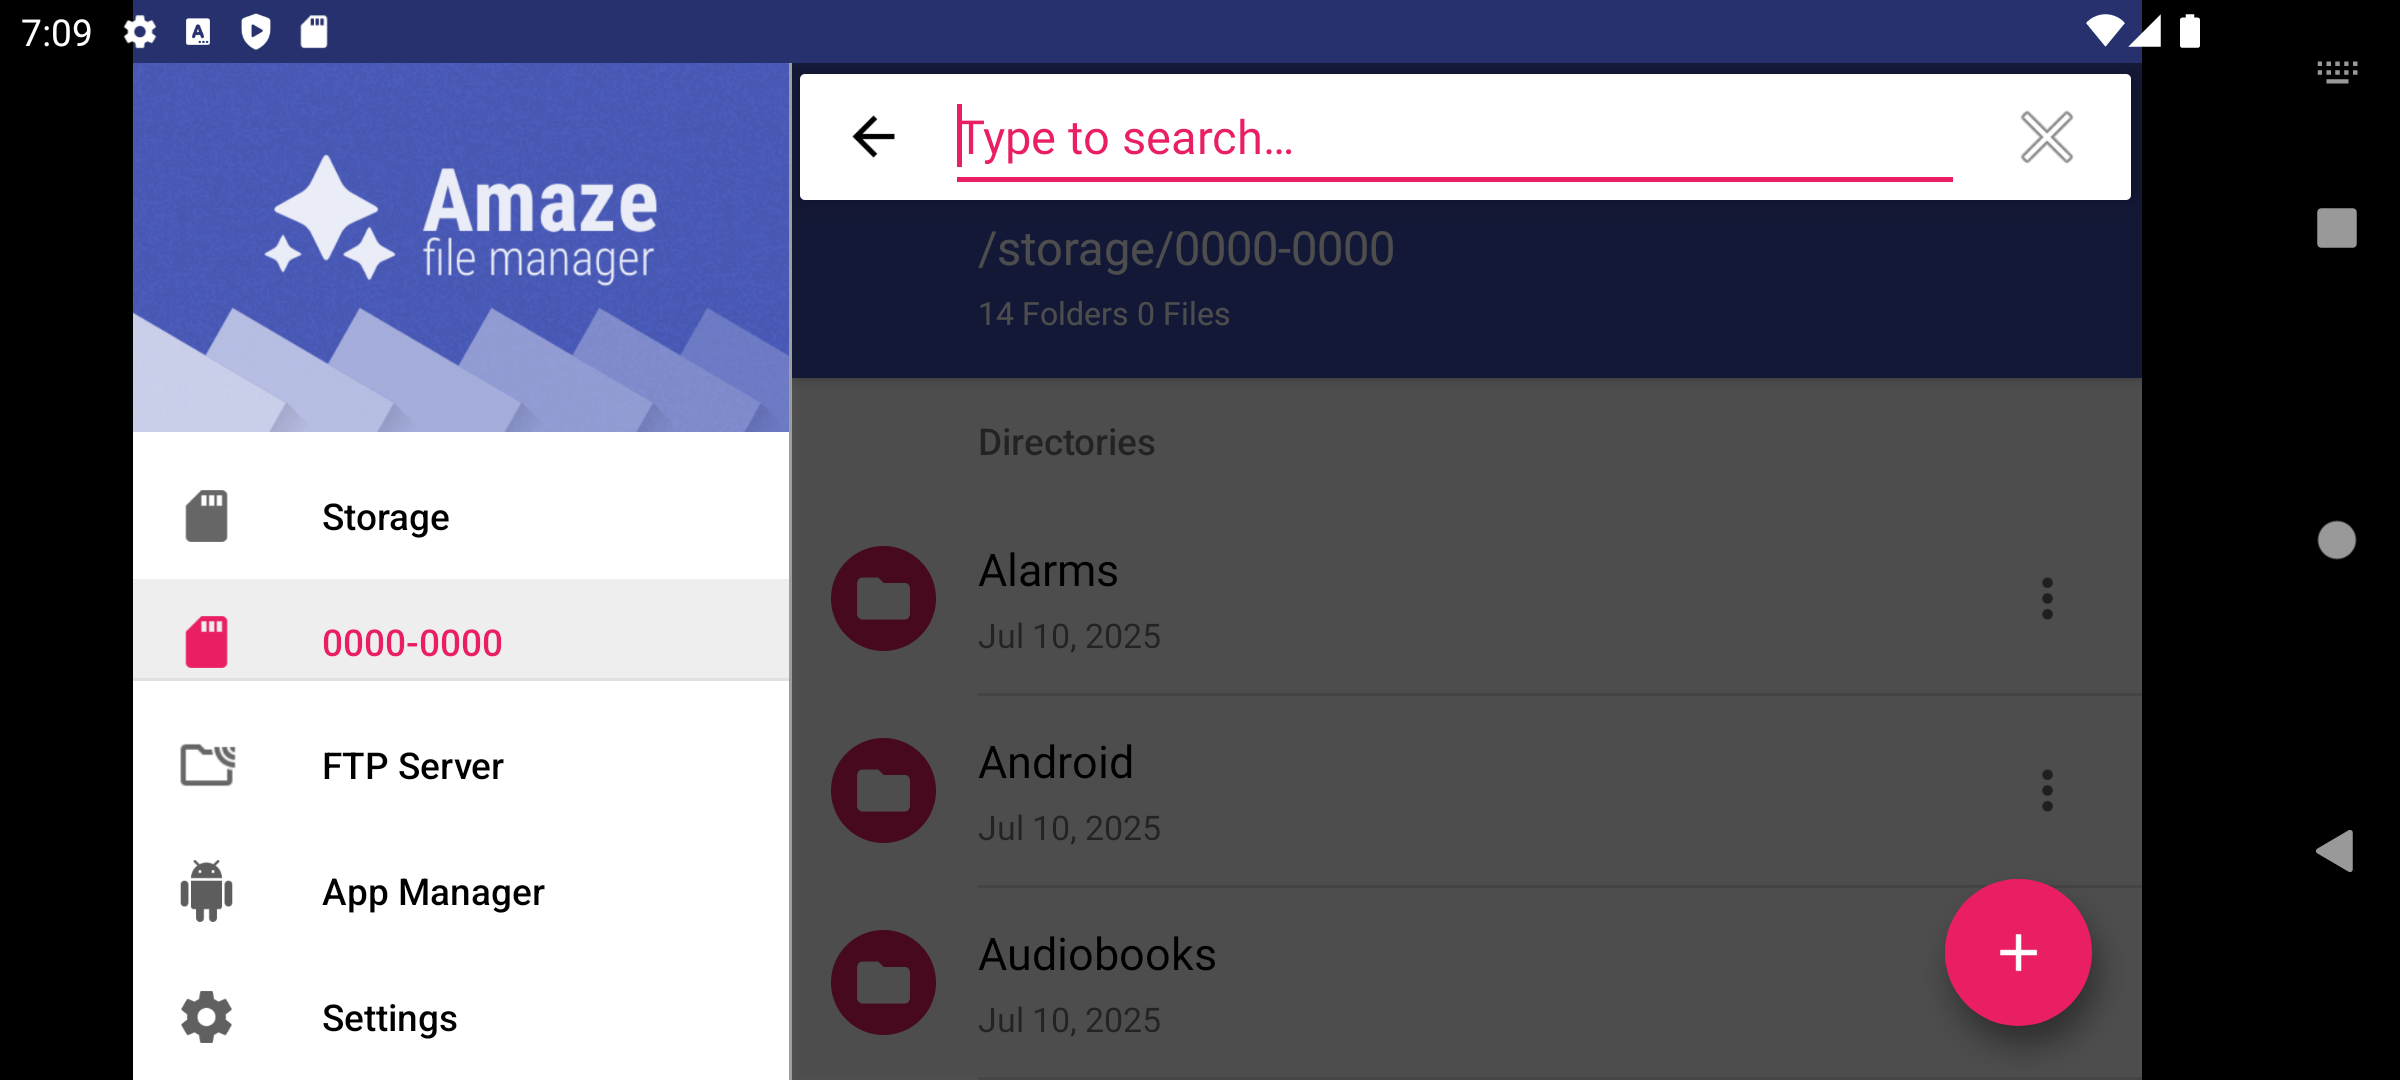 7:09
Amaze
file manager
Storage
0000-0000
FTP Server
App Manager
Settings
Type to search...
/storage/0000-0000
14 Folders 0 Files
Directories
Alarms
Jul 10, 2025
Android
Jul 10, 2025
Audiobooks
Jul 10, 2025